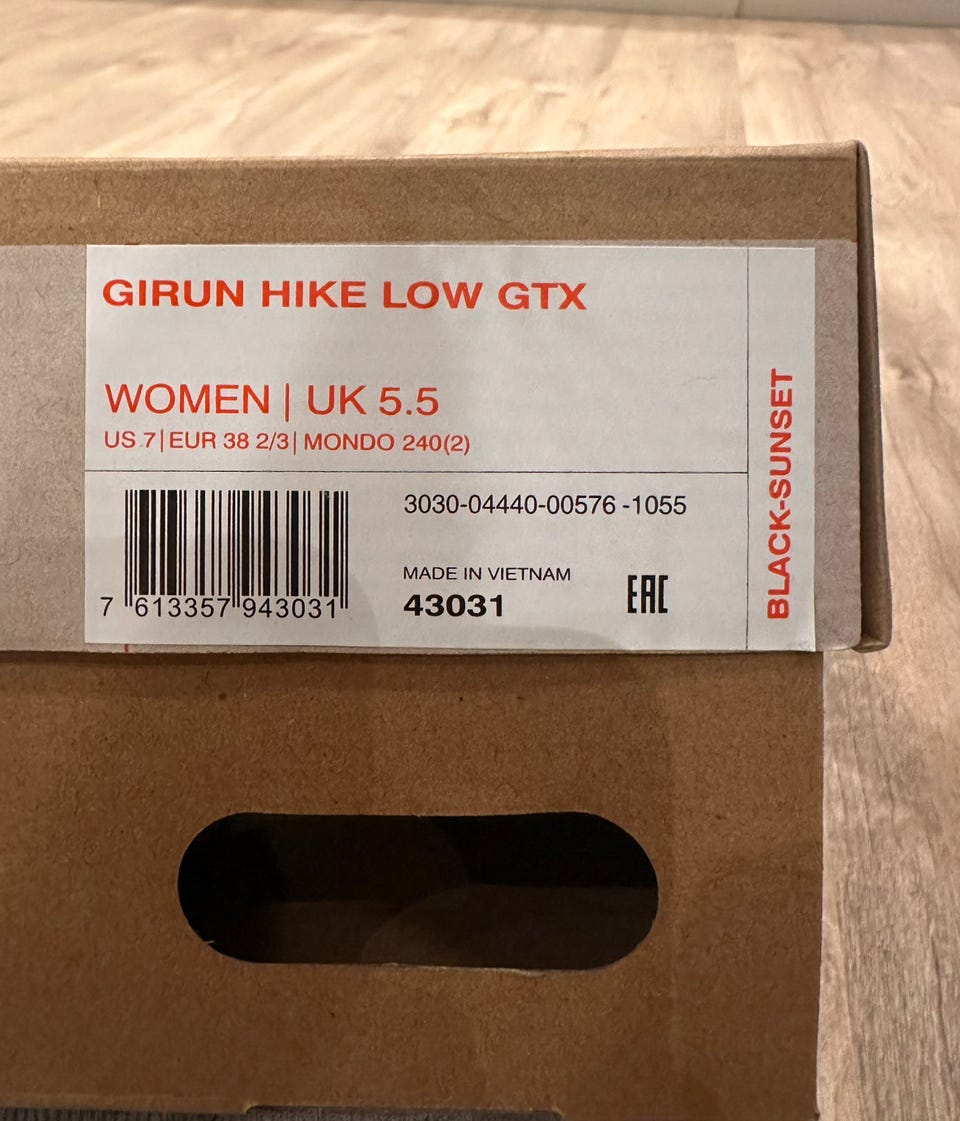 GIRUN HIKE LOW GTX
WOMEN | UK 5.5
US 7| EUR 38 2/3| MONDO 240(2)
3030-04440-00576 -1055
MADE IN VIETNAM
43031
EAC
7 613357 943031
BLACK-SUNSET